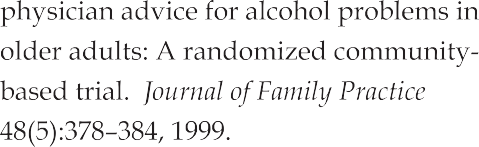 physician advice for alcohol problems in
older adults: A randomized community-
based trial. Journal of Family Practice
48(5):378–384, 1999.